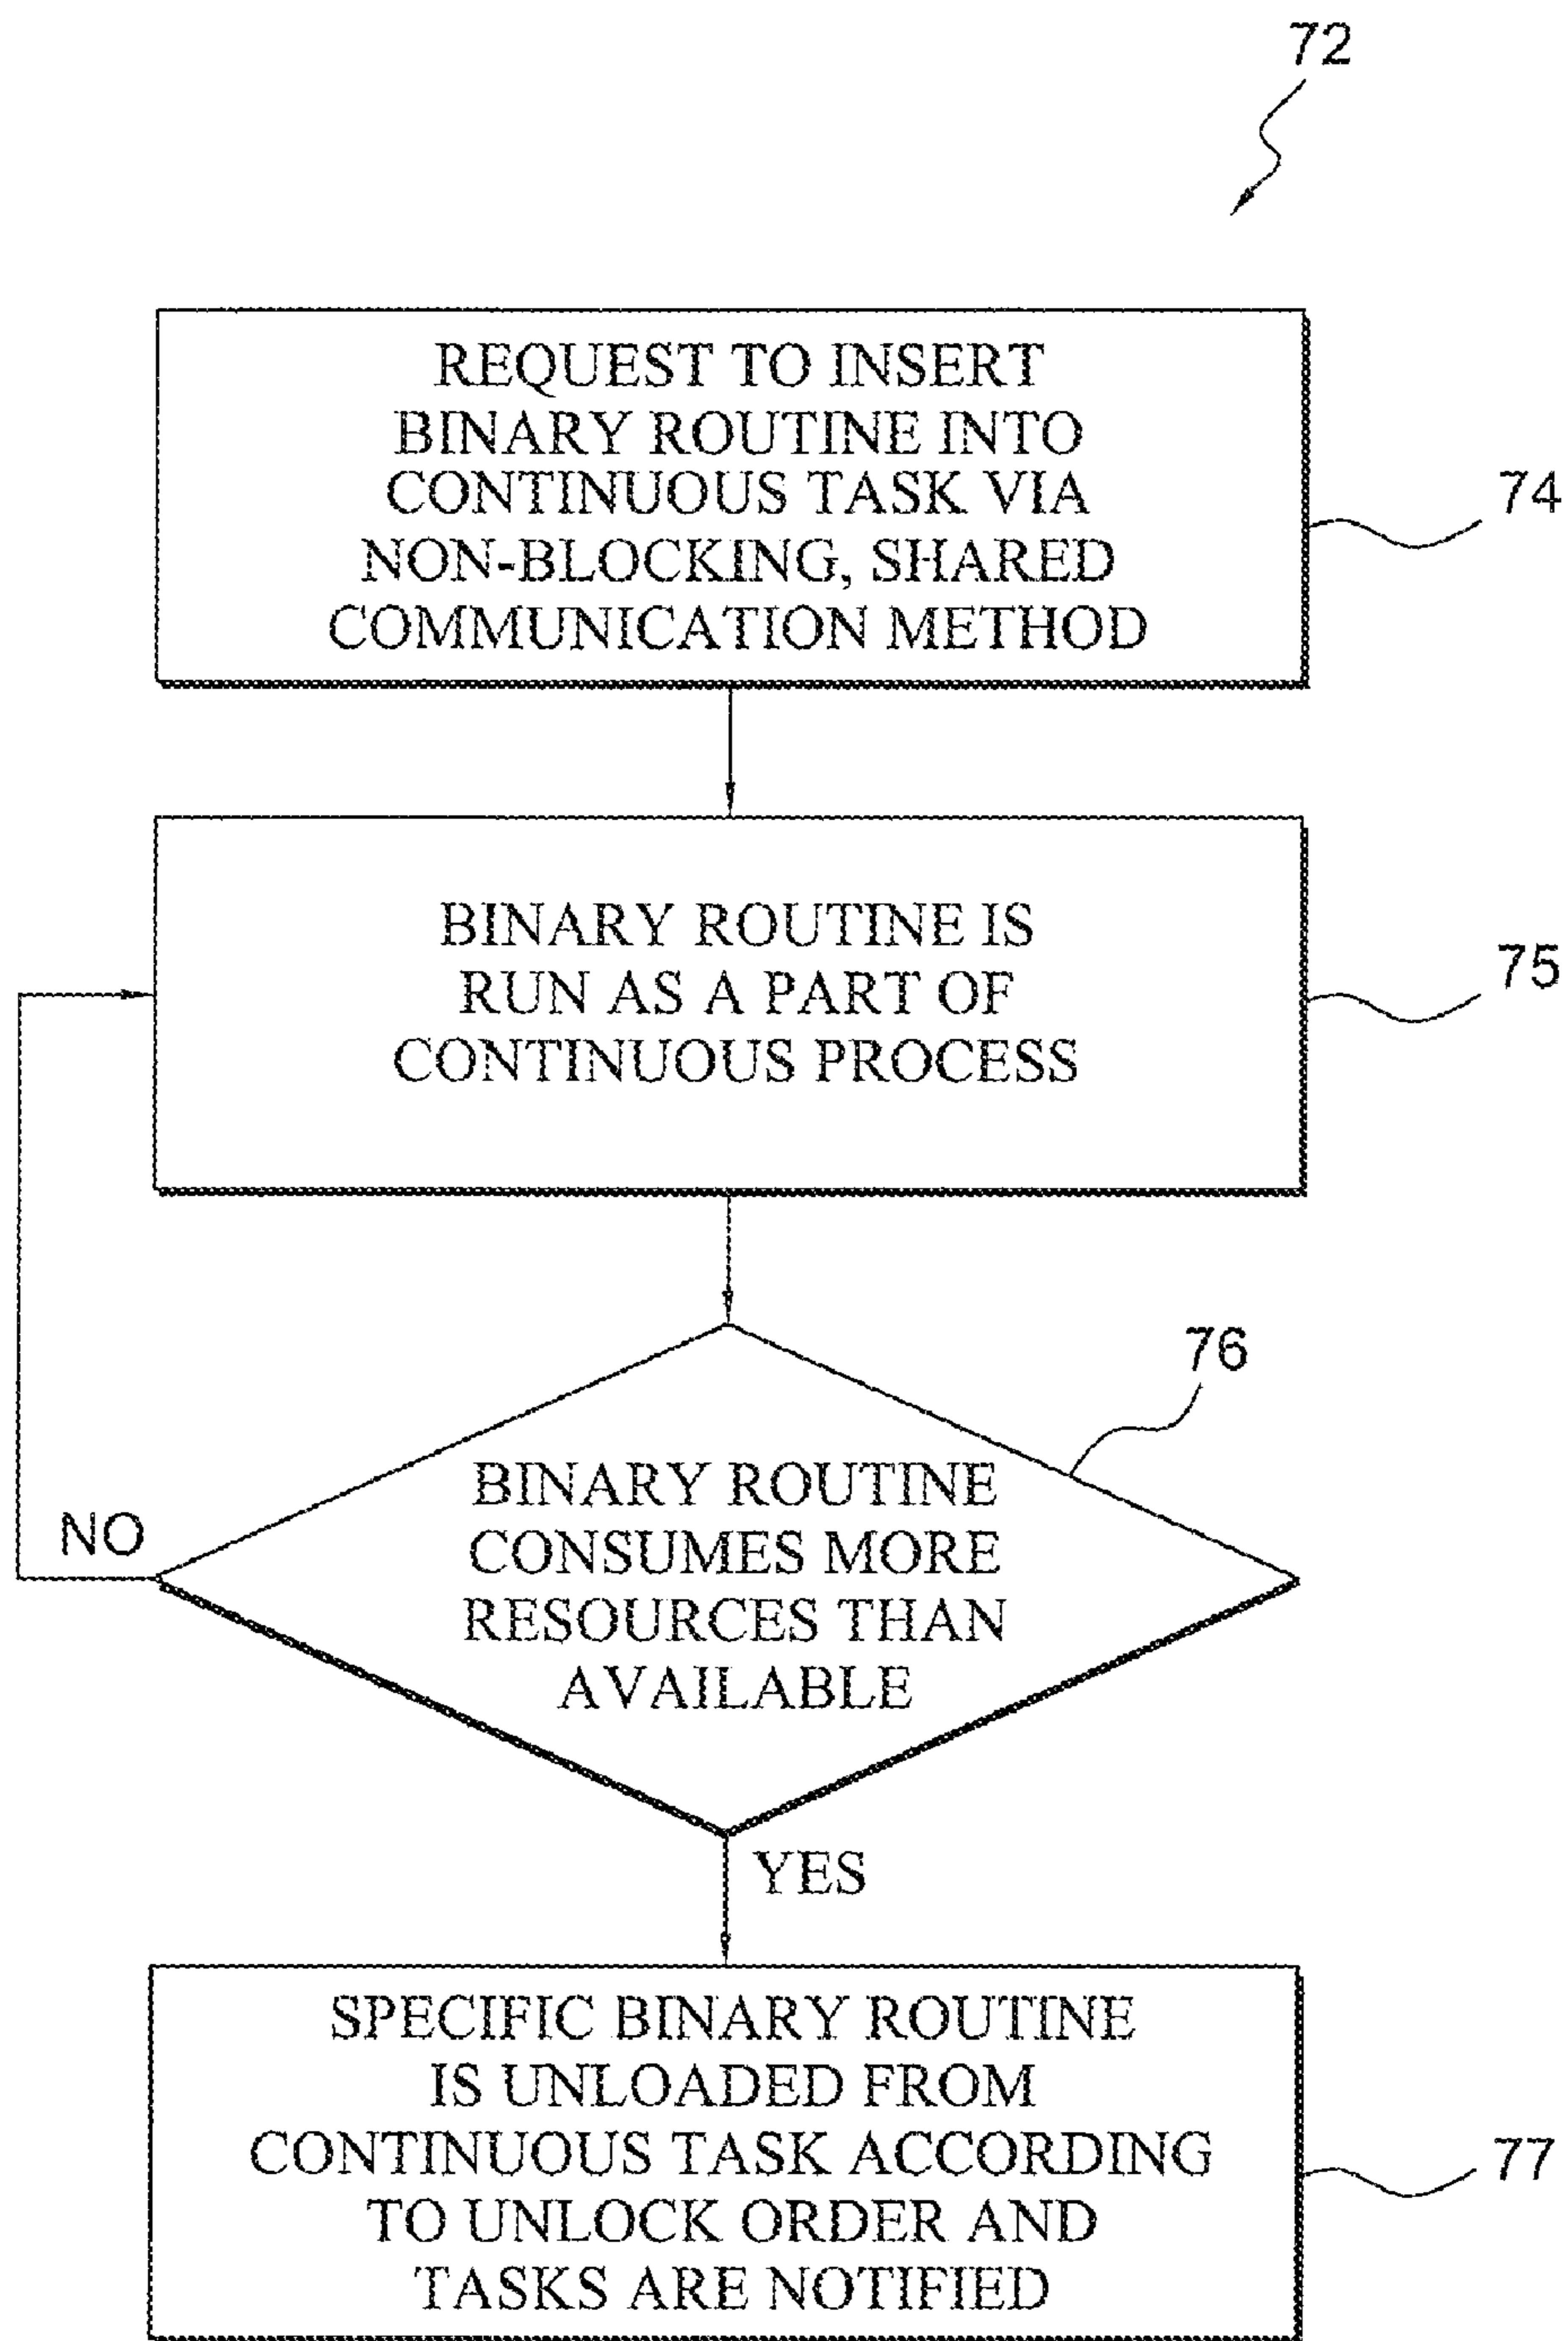 72
REQUEST TO INSERT
BINARY ROUTINE INTO
CONTINUOUS TASK VIA
NON-BLOCKING, SHARED
COMMUNICATION METHOD
74
BINARY ROUTINE IS
RUN AS A PART OF
CONTINUOUS PROCESS
75
76
BINARY ROUTINE
CONSUMES MORE
RESOURCES THAN
AVAILABLE
NO
YES
SPECIFIC BINARY ROUTINE
IS UNLOADED FROM
CONTINUOUS TASK ACCORDING
TO UNLOCK ORDER AND
TASKS ARE NOTIFIED
77